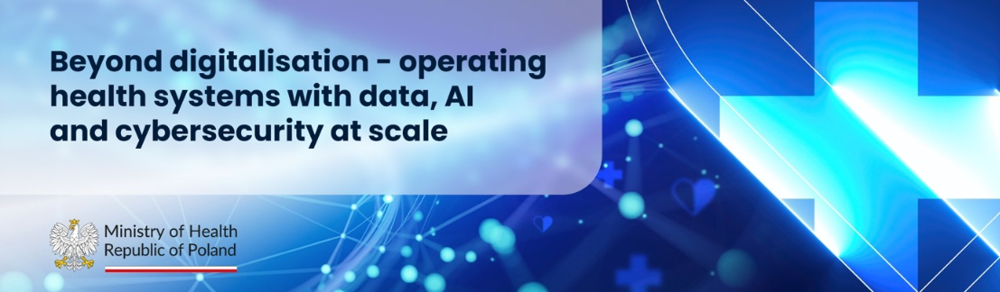 Beyond digitalisation – operating
health systems with data, AI
and cybersecurity at scale
Ministry of Health
Republic of Poland